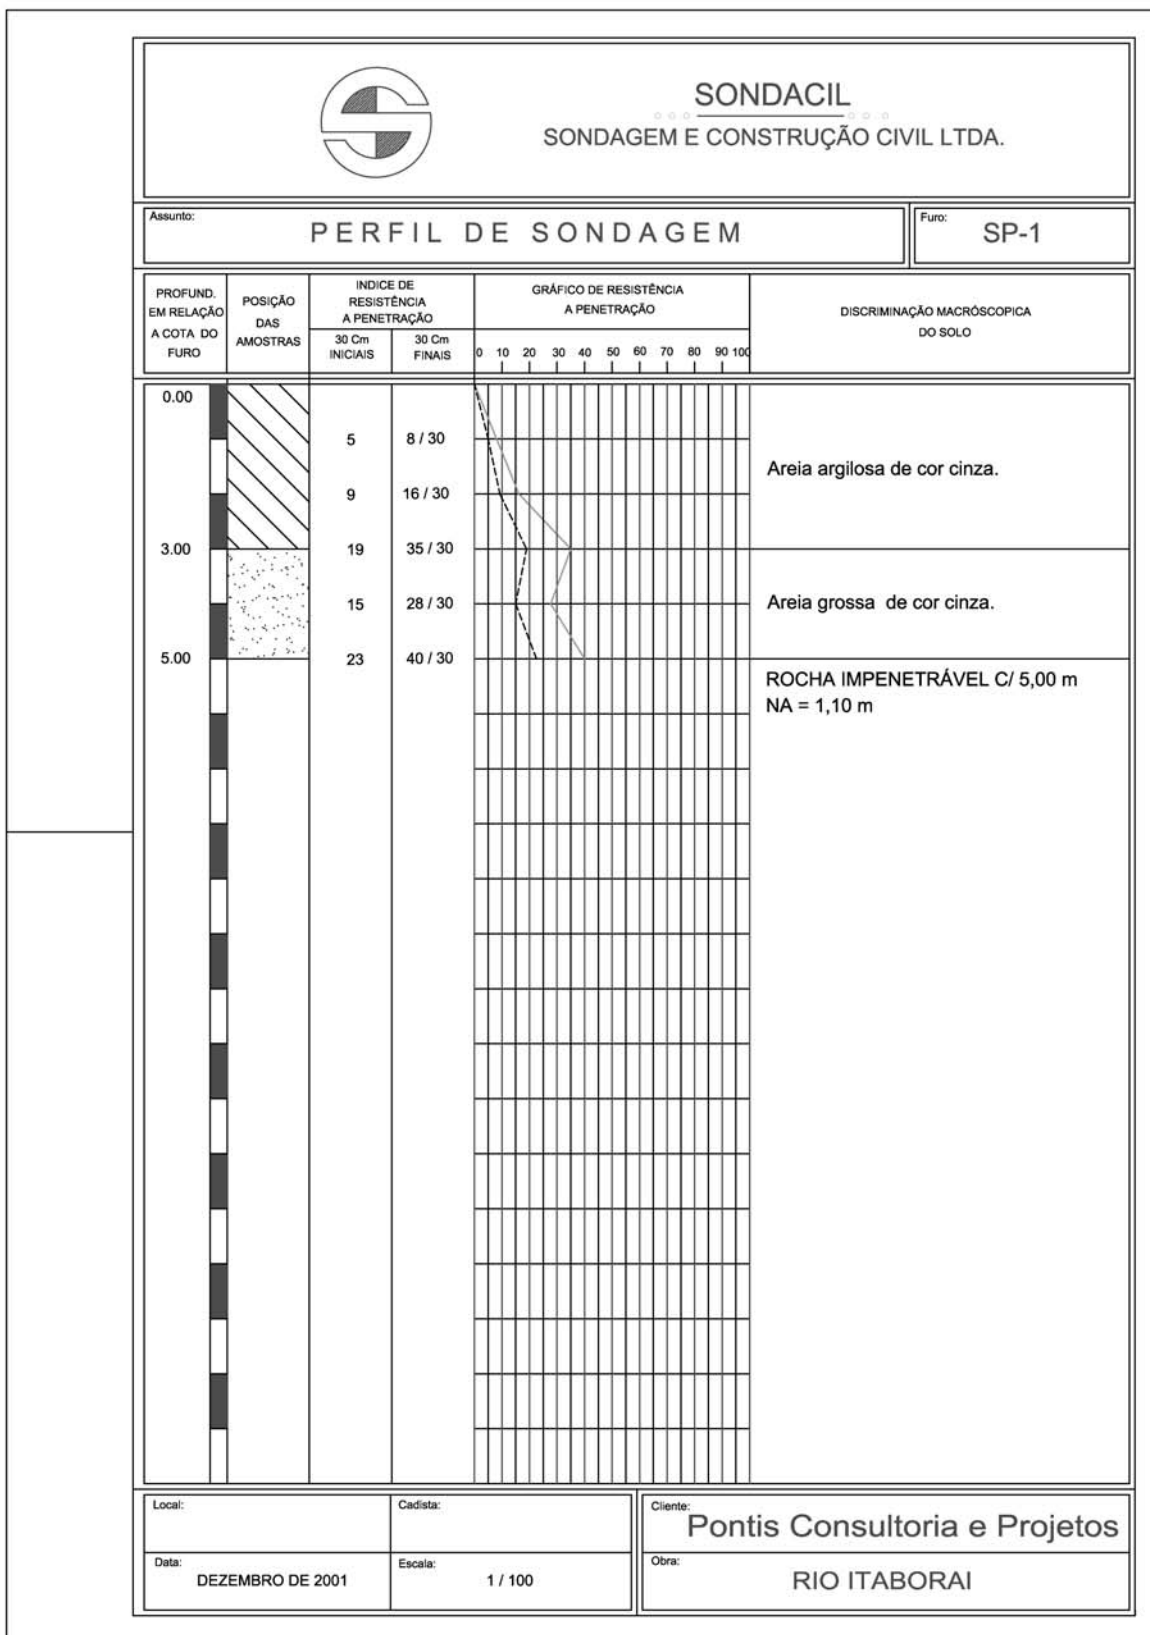 SONDACIL
SONDAGEM E CONSTRUÇÃO CIVIL LTDA.
Assunto:
PERFIL DE SONDAGEM
Furo:
SP-1
PROFUND.
EM RELAÇÃO
A COTA DO
FURO
POSIÇÃO
DAS
AMOSTRAS
INDICE DE
RESISTÊNCIA
A PENETRAÇÃO
30 Cm
INICIAIS
30 Cm
FINAIS
GRÁFICO DE RESISTÊNCIA
A PENETRAÇÃO
0 10 20 30 40 50 60 70 80 90 100
DISCRIMINAÇÃO MACRÓSCOPICA
DO SOLO
0.00
5 8 / 30
Areia argilosa de cor cinza.
9 16 / 30
3.00 19 35 / 30
15 28 / 30 Areia grossa de cor cinza.
5.00 23 40 / 30
ROCHA IMPENETRÁVEL C/ 5,00 m
NA = 1,10 m
Local:
Cadista:
Cliente:
Pontis Consultoria e Projetos
Data:
DEZEMBRO DE 2001
Escala:
1 / 100
Obra:
RIO ITABORAI